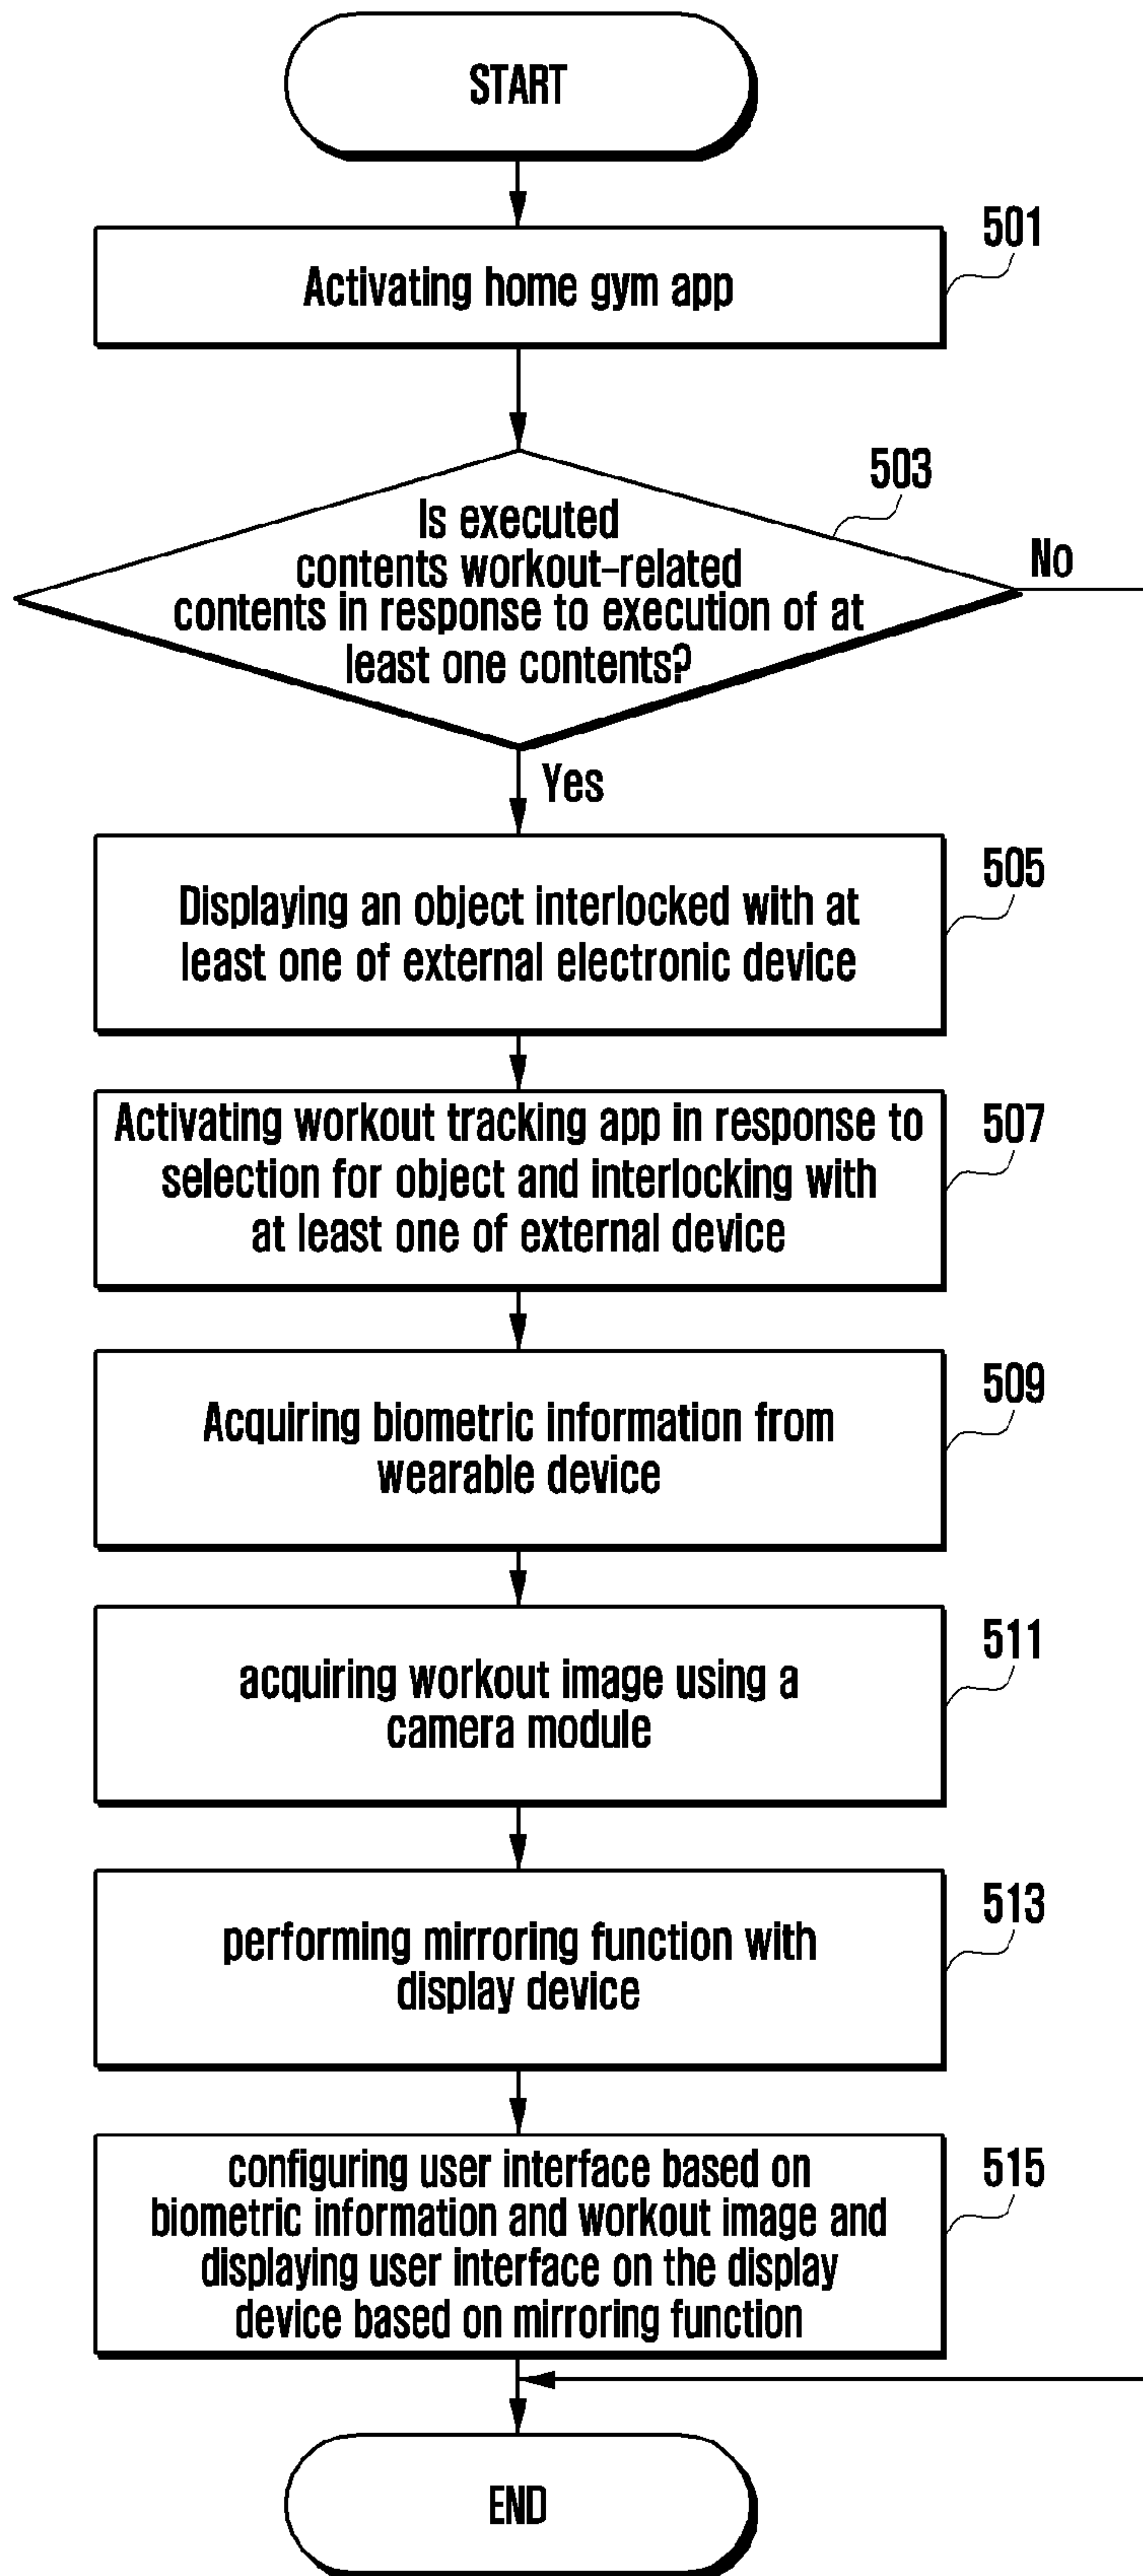 START
501
Activating home gym app
503
Is executed
contents workout-related
contents in response to execution of at
least one contents?
No
Yes
505
Displaying an object interlocked with at
least one of external electronic device
507
Activating workout tracking app in response to
selection for object and interlocking with
at least one of external device
509
Acquiring biometric information from
wearable device
511
acquiring workout image using a
camera module
513
performing mirroring function with
display device
515
configuring user interface based on
biometric information and workout image and
displaying user interface on the display
device based on mirroring function
END